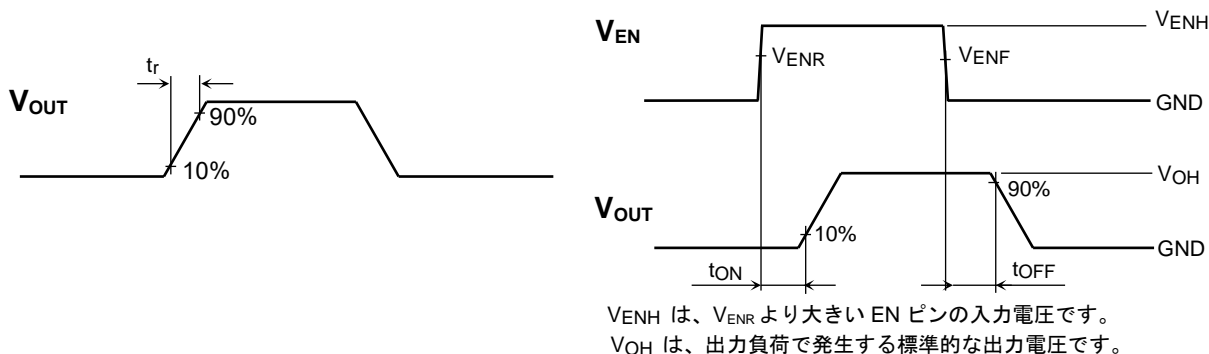 tr
VOUT
90%
10%
VEN
VENH
VENR
VENF
GND
VOH
VOUT
90%
10%
GND
tON
tOFF
VENH は、VENR より大きい EN ピンの入力電圧です。
VOH は、出力負荷で発生する標準的な出力電圧です。